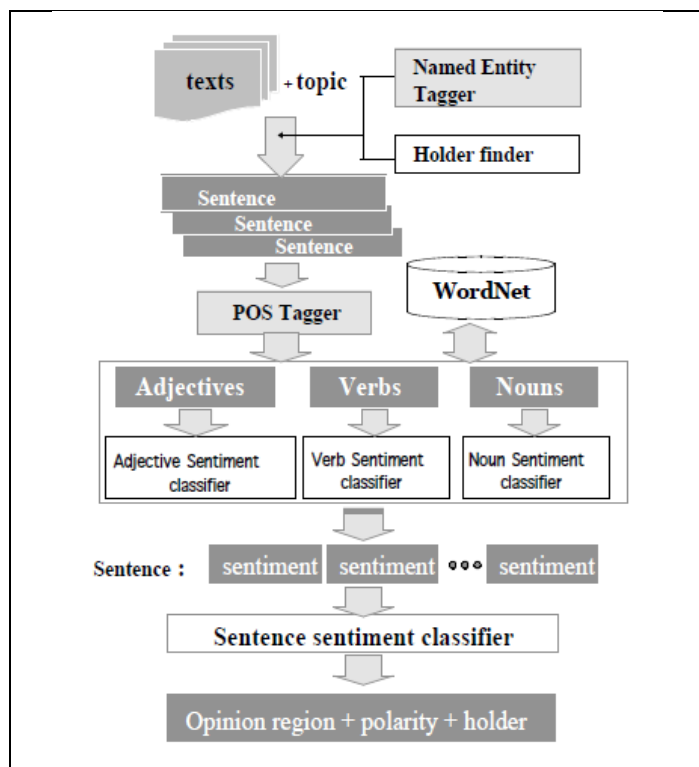 texts
+ topic
Named Entity
Tagger
Holder finder
Sentence
Sentence
Sentence
POS Tagger
WordNet
Adjectives
Verbs
Nouns
Adjective Sentiment
classifier
Verb Sentiment
classifier
Noun Sentiment
classifier
Sentence : sentiment sentiment ●●● sentiment
Sentence sentiment classifier
Opinion region + polarity + holder